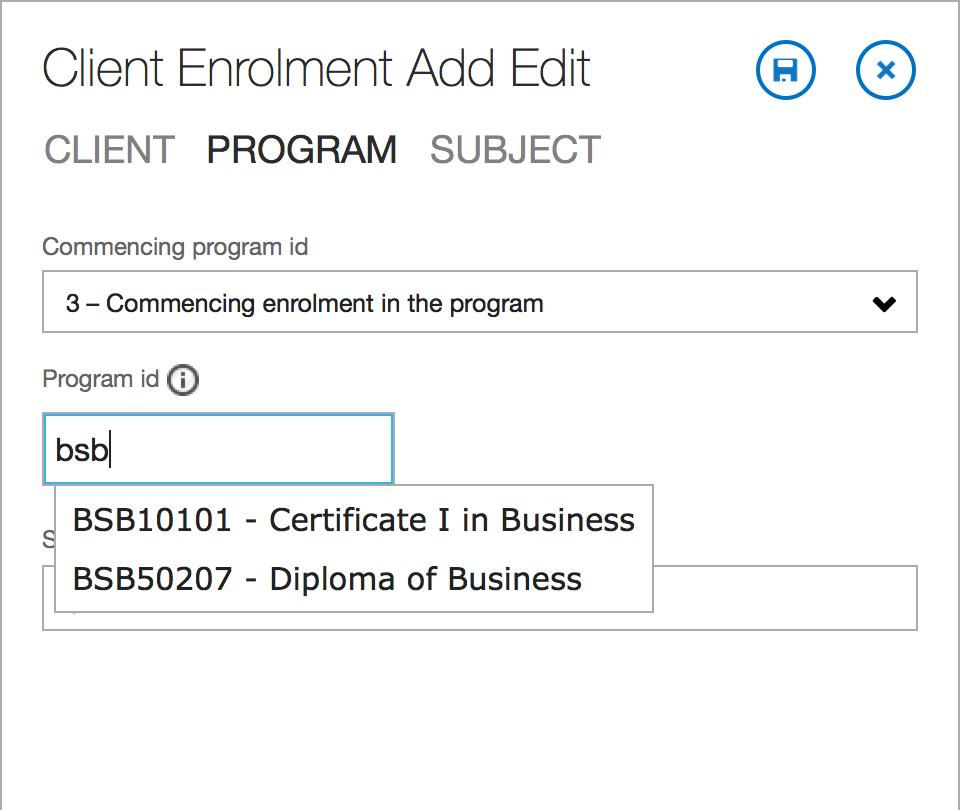 Client Enrolment Add Edit
CLIENT PROGRAM SUBJECT
Commencing program id
3 – Commencing enrolment in the program
Program id
bsb
BSB10101 - Certificate I in Business
BSB50207 - Diploma of Business